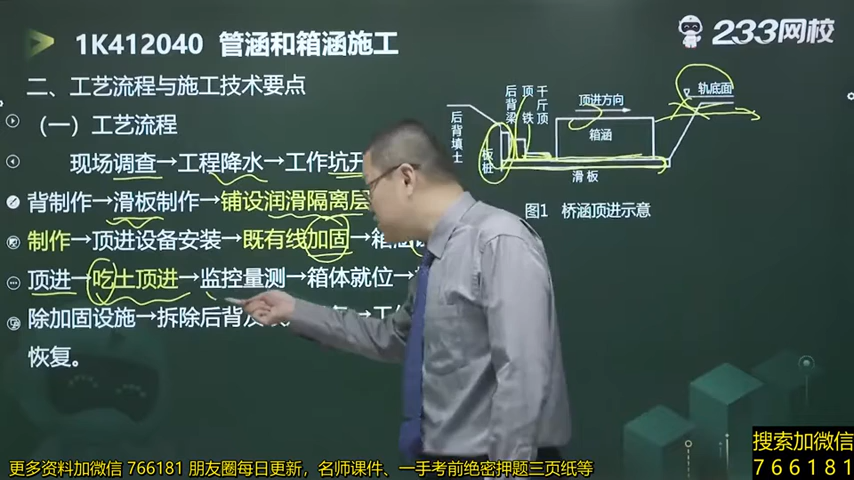 1K412040 管涵和箱涵施工
233网校
二、工艺流程与施工技术要点
（一）工艺流程
现场调查→工程降水→工作坑开
背制作→滑板制作→铺设润滑隔离层
制作→顶进设备安装→既有线加固→箱涵
顶进→吃土顶进→监控量测→箱体就位→
除加固设施→拆除后背及
恢复。
后背填土
板桩
后背梁
顶铁
千斤顶
顶进方向
箱涵
轨底面
滑板
图1 桥涵顶进示意
搜索加微信
766181
更多资料加微信 766181 朋友圈每日更新，名师课件、一手考前绝密押题三页纸等